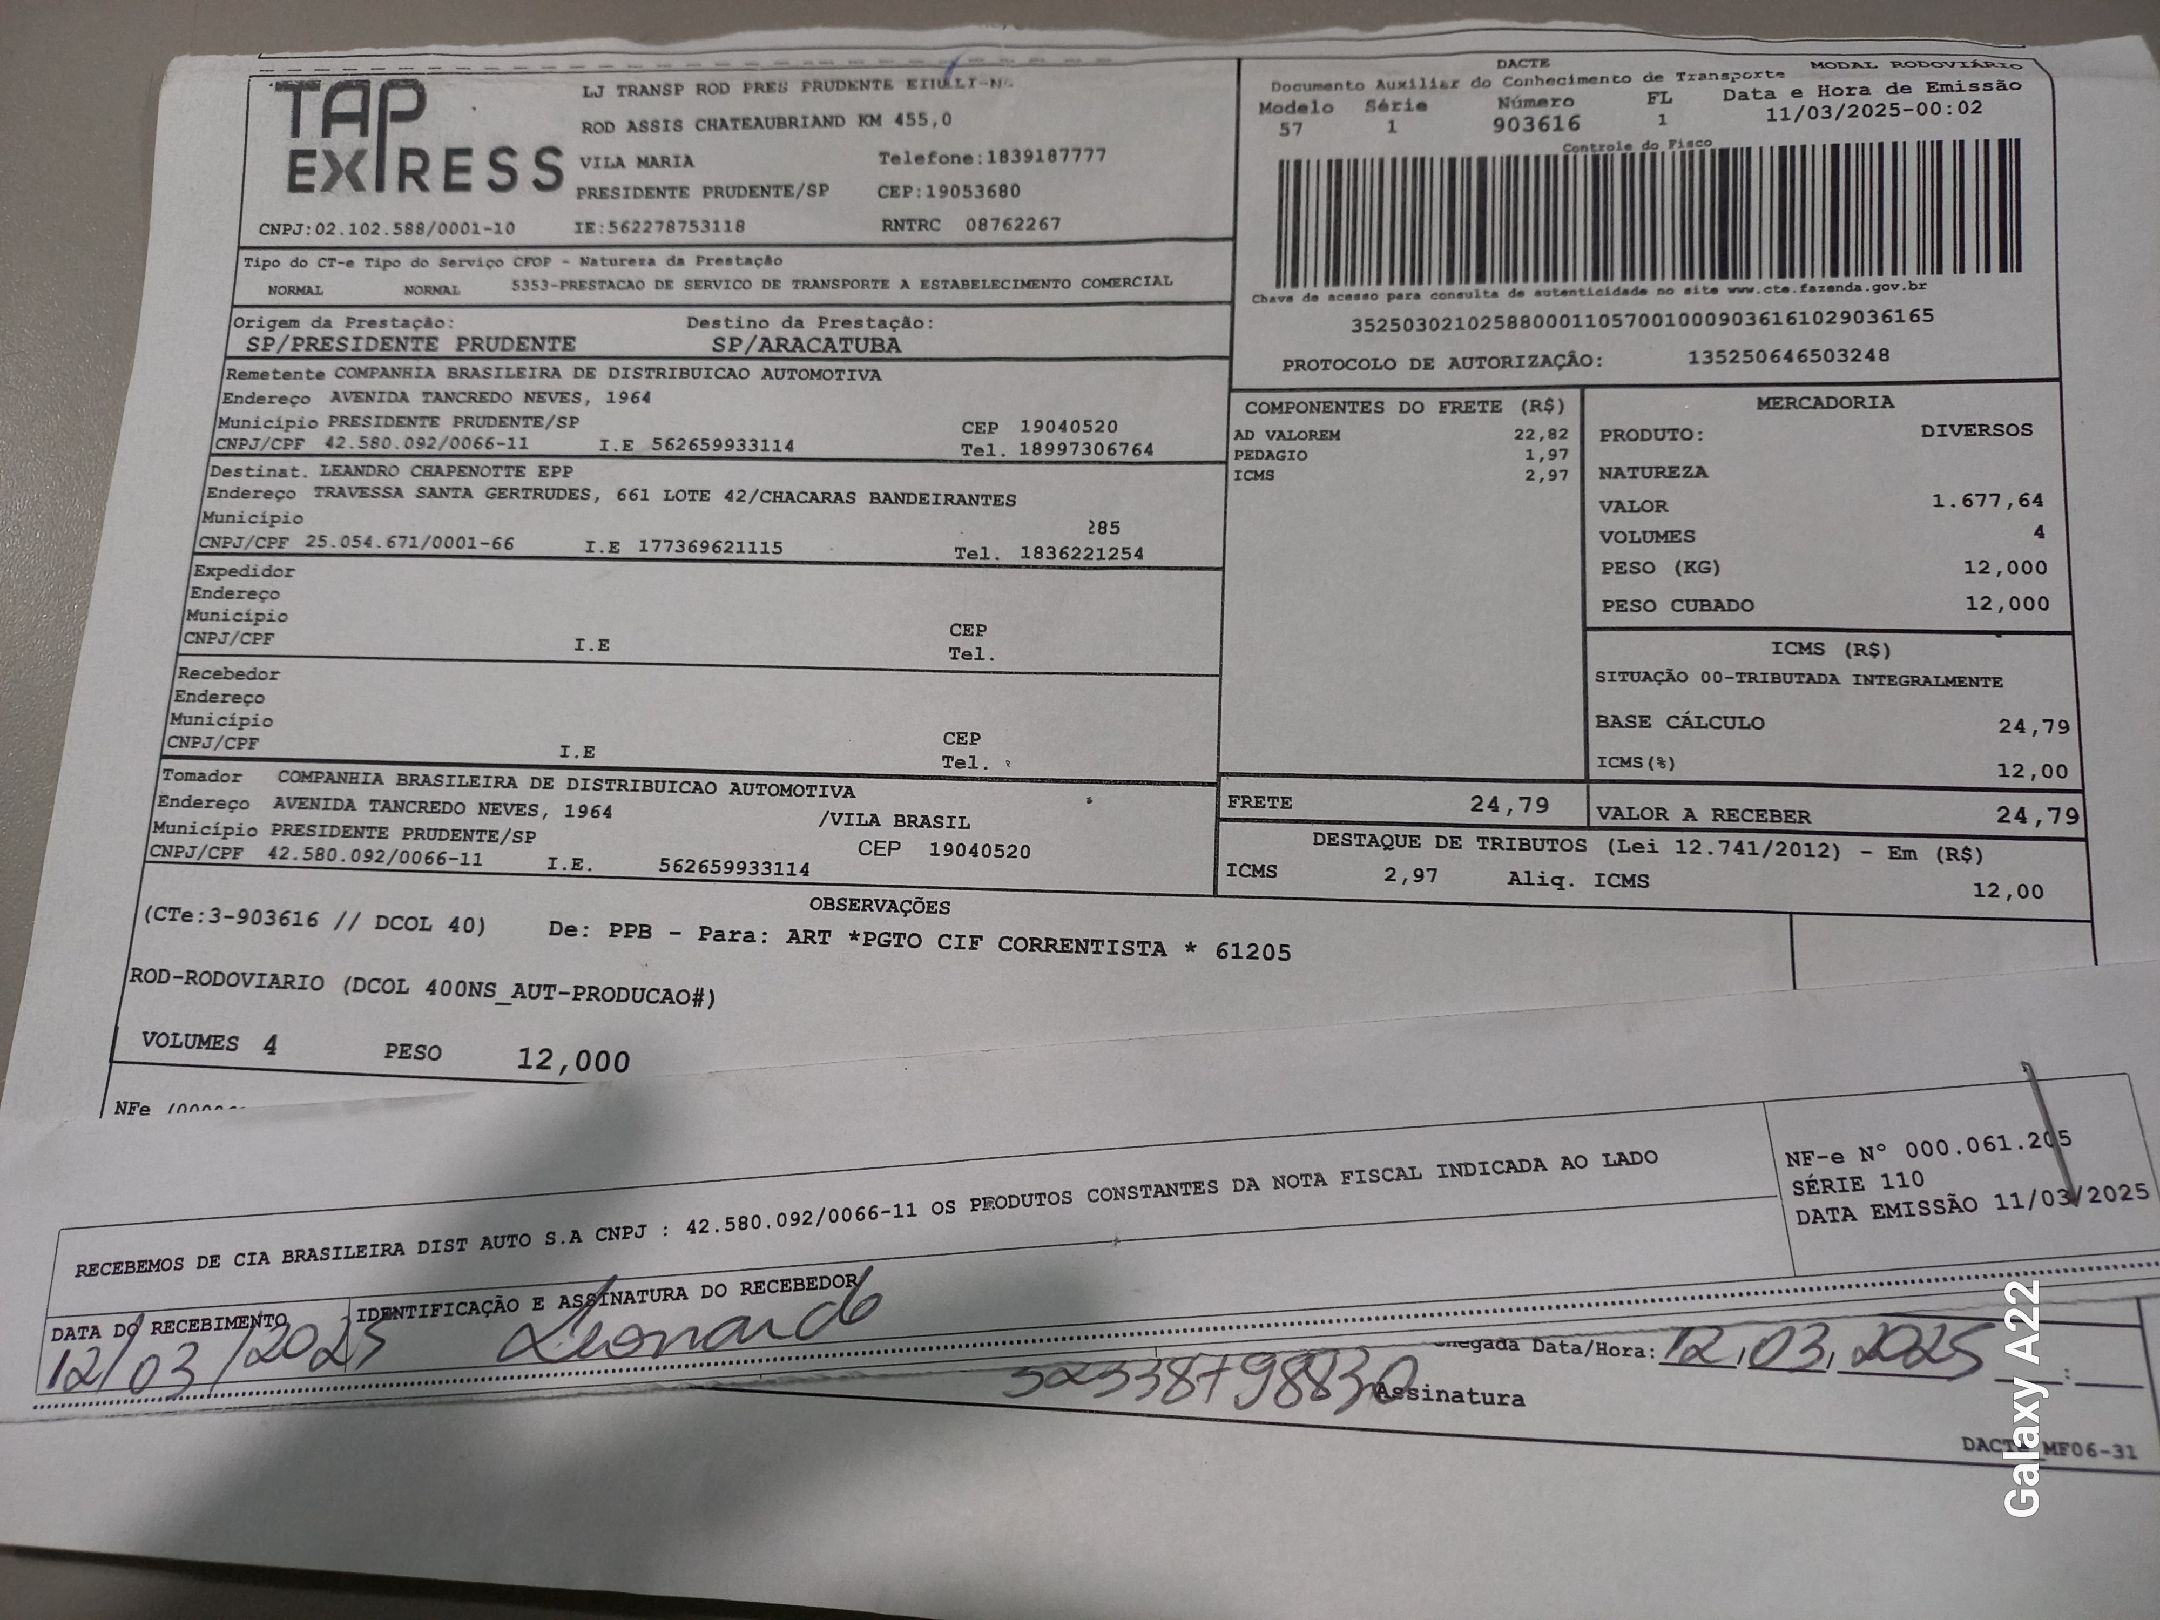 TAP
EXPRESS
LJ TRANSP ROD PRES PRUDENTE
ROD ASSIS CHATEAUBRIAND KM 455,0
VILA MARIA Telefone:1839187777
PRESIDENTE PRUDENTE/SP CEP:19053680
CNPJ:02.102.588/0001-10 IE:562278753118 RNTRC 08762267
DACTE MODAL RODOVIÁRIO
Documento Auxiliar do Conhecimento de Transporte
Modelo Série Número FL Data e Hora de Emissão
57 1 903616 1 11/03/2025-00:02
Controle do Fisco
Chave de acesso para consulta de autenticidade no site www.cte.fazenda.gov.br
35250302102588000110570010009036161029036165
PROTOCOLO DE AUTORIZAÇÂO: 135250646503248
Tipo do CT-e Tipo do Serviço CFOP - Natureza da Prestação
NORMAL NORMAL 5353-PRESTACAO DE SERVICO DE TRANSPORTE A ESTABELECIMENTO COMERCIAL
Origem da Prestação: Destino da Prestação:
SP/PRESIDENTE PRUDENTE SP/ARACATUBA
Remetente COMPANHIA BRASILEIRA DE DISTRIBUICAO AUTOMOTIVA
Endereço AVENIDA TANCREDO NEVES, 1964
Município PRESIDENTE PRUDENTE/SP CEP 19040520
CNPJ/CPF 42.580.092/0066-11 I.E 562659933114 Tel. 18997306764
Destinat. LEANDRO CHAPENOTTE EPP
Endereço TRAVESSA SANTA GERTRUDES, 661 LOTE 42/CHACARAS BANDEIRANTES
Município 285
CNPJ/CPF 25.054.671/0001-66 I.E 177369621115 Tel. 1836221254
Expedidor
Endereço
Município CEP
CNPJ/CPF I.E Tel.
Recebedor
Endereço
Município CEP
CNPJ/CPF I.E Tel.
Tomador COMPANHIA BRASILEIRA DE DISTRIBUICAO AUTOMOTIVA
Endereço AVENIDA TANCREDO NEVES, 1964 /VILA BRASIL
Município PRESIDENTE PRUDENTE/SP CEP 19040520
CNPJ/CPF 42.580.092/0066-11 I.E. 562659933114
COMPONENTES DO FRETE (R$)
AD VALOREM 22,82
PEDAGIO 1,97
ICMS 2,97
MERCADORIA
PRODUTO: DIVERSOS
NATUREZA
VALOR 1.677,64
VOLUMES 4
PESO (KG) 12,000
PESO CUBADO 12,000
ICMS (R$)
SITUAÇÃO 00-TRIBUTADA INTEGRALMENTE
BASE CÁLCULO 24,79
ICMS(%) 12,00
FRETE 24,79 VALOR A RECEBER 24,79
DESTAQUE DE TRIBUTOS (Lei 12.741/2012) - Em (R$)
ICMS 2,97 Aliq. ICMS 12,00
OBSERVAÇÕES
(CTe:3-903616 // DCOL 40) De: PPB - Para: ART *PGTO CIF CORRENTISTA * 61205
ROD-RODOVIARIO (DCOL 400NS_AUT-PRODUCAO#)
VOLUMES 4 PESO 12,000
NFe
RECEBEMOS DE CIA BRASILEIRA DIST AUTO S.A CNPJ : 42.580.092/0066-11 OS PRODUTOS CONSTANTES DA NOTA FISCAL INDICADA AO LADO
NF-e N° 000.061.205
SÉRIE 110
DATA EMISSÃO 11/03/2025
DATA DO RECEBIMENTO IDENTIFICAÇÃO E ASSINATURA DO RECEBEDOR
12/03/2025 Leonardo
Data/Hora: 12,03,2025 :
Assinatura
DACTE MF06-31
Galaxy A22